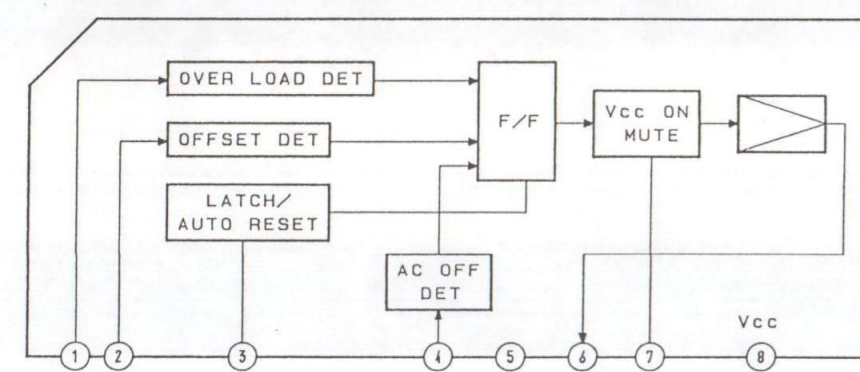 OVER LOAD DET
OFFSET DET
LATCH/
AUTO RESET
F/F
Vcc ON
MUTE
AC OFF
DET
Vcc
1 2 3 4 5 6 7 8